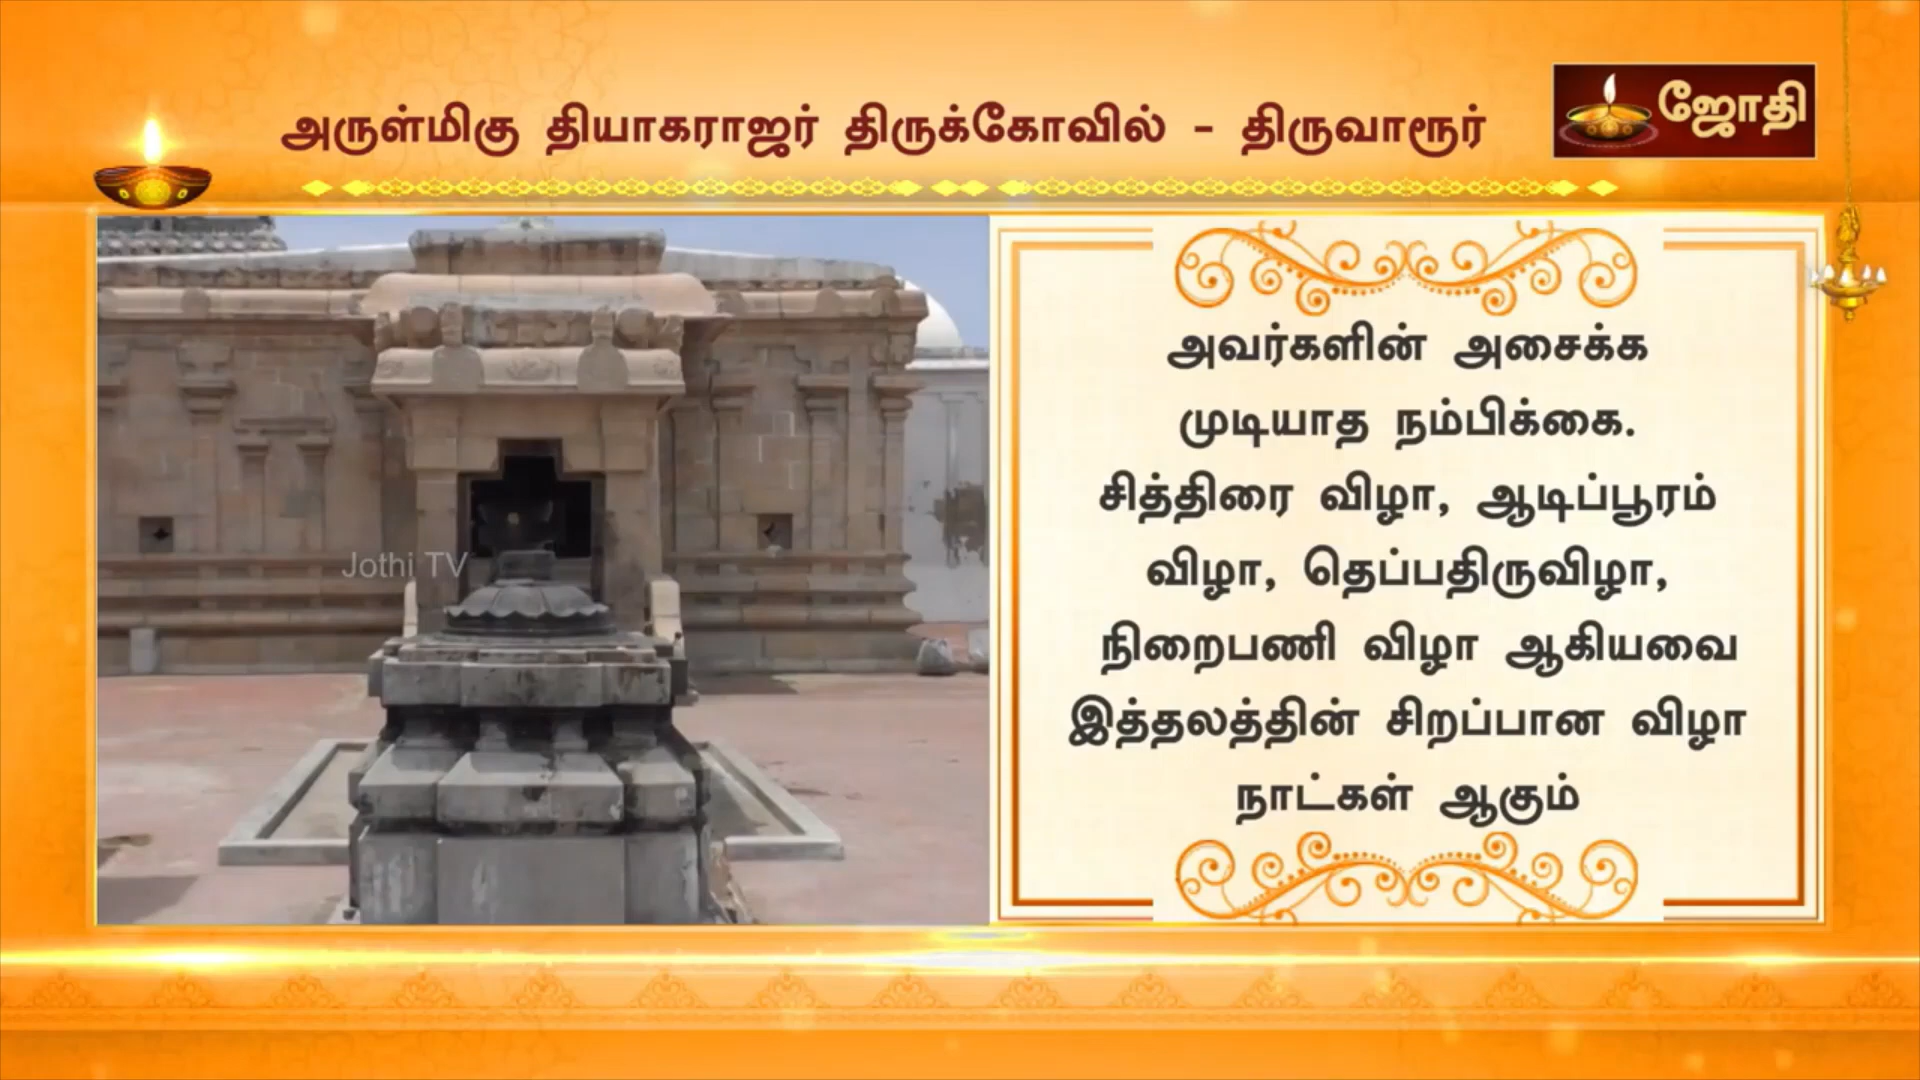 அருள்மிகு தியாகராஜர் திருக்கோவில் - திருவாரூர்
ஜோதி
Jothi TV
அவர்களின் அசைக்க
முடியாத நம்பிக்கை.
சித்திரை விழா, ஆடிப்பூரம்
விழா, தெப்பதிருவிழா,
நிறைபணி விழா ஆகியவை
இத்தலத்தின் சிறப்பான விழா
நாட்கள் ஆகும்